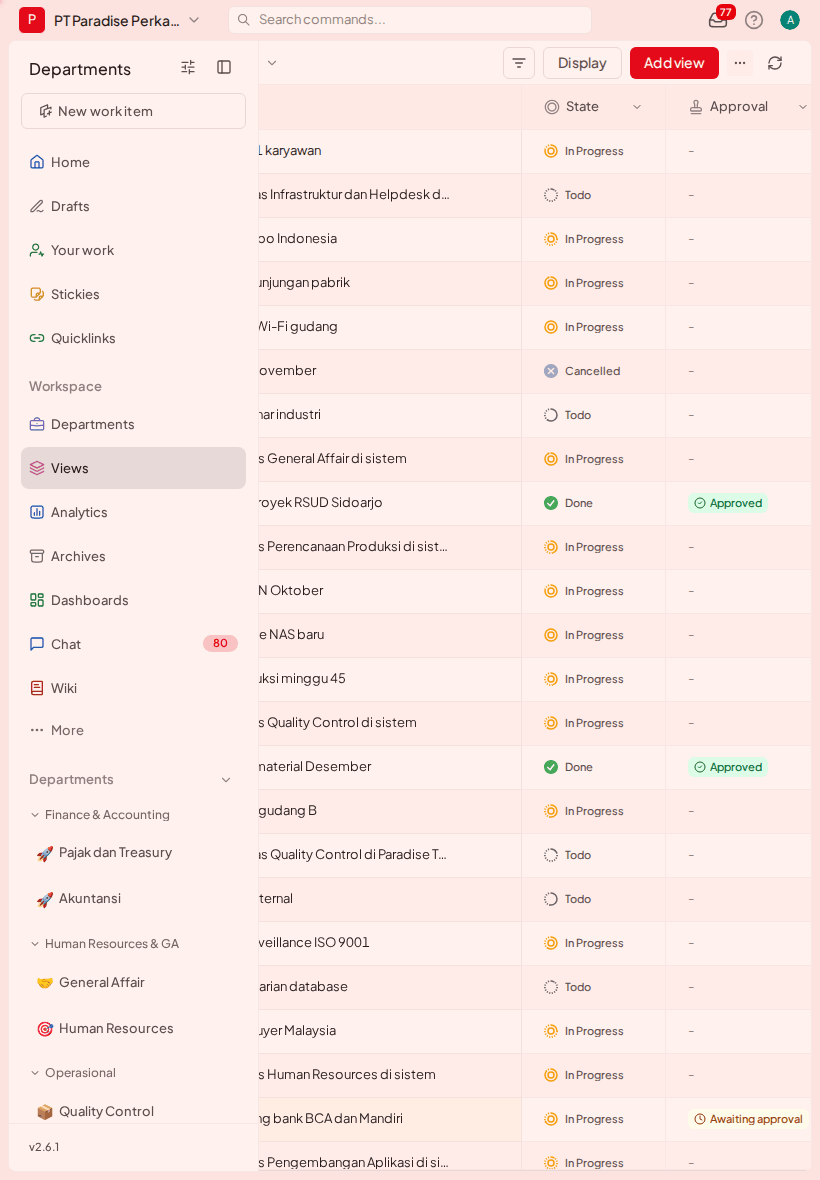 P PT Paradise Perka... Search commands... 77 A
Departments
Display Add view ...
New work item
State Approval
Home
Drafts
Your work
Stickies
Quicklinks
Workspace
Departments
Views
Analytics
Archives
Dashboards
Chat 80
Wiki
More
Departments
Finance & Accounting
Pajak dan Treasury
Akuntansi
Human Resources & GA
General Affair
Human Resources
Operasional
Quality Control
v2.6.1
1 karyawan In Progress -
as Infrastruktur dan Helpdesk d... Todo -
bo Indonesia In Progress -
unjungan pabrik In Progress -
Wi-Fi gudang In Progress -
ovember Cancelled -
nar industri Todo -
s General Affair di sistem In Progress -
royek RSUD Sidoarjo Done Approved
s Perencanaan Produksi di sist... In Progress -
N Oktober In Progress -
e NAS baru In Progress -
uksi minggu 45 In Progress -
s Quality Control di sistem In Progress -
material Desember Done Approved
gudang B In Progress -
as Quality Control di Paradise T... Todo -
ternal Todo -
veillance ISO 9001 In Progress -
arian database Todo -
uyer Malaysia In Progress -
s Human Resources di sistem In Progress -
ng bank BCA dan Mandiri In Progress Awaiting approval
s Pengembangan Aplikasi di si... In Progress -